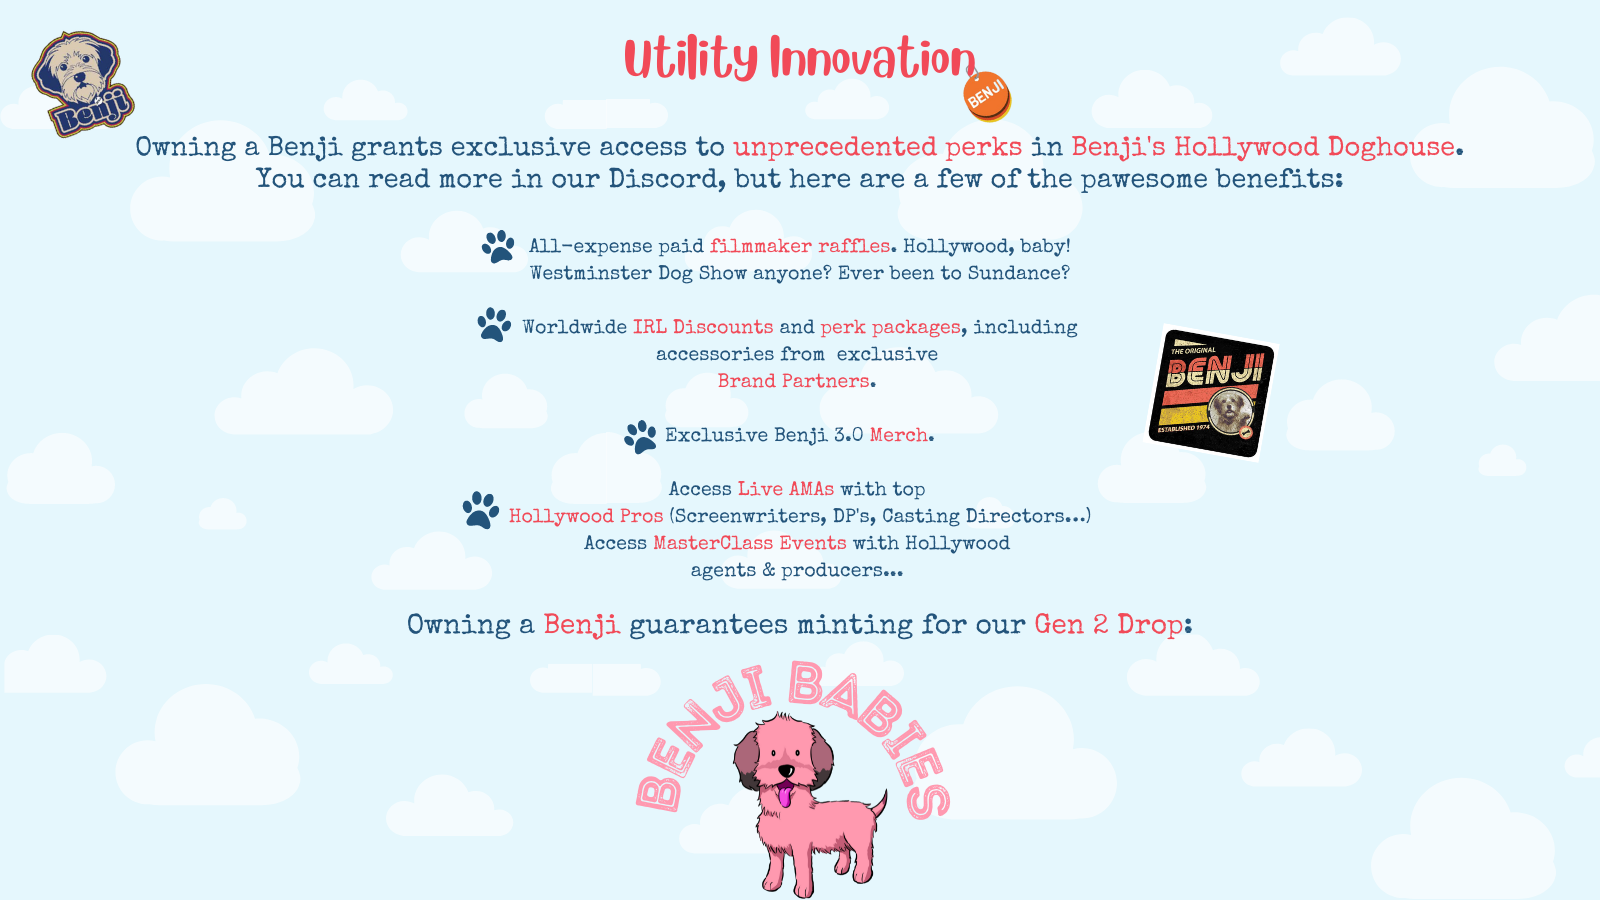 Benji
Utility Innovation
BENJI
Owning a Benji grants exclusive access to unprecedented perks in Benji's Hollywood Doghouse.
You can read more in our Discord, but here are a few of the pawesome benefits:
All-expense paid filmmaker raffles. Hollywood, baby!
Westminster Dog Show anyone? Ever been to Sundance?
Worldwide IRL Discounts and perk packages, including
accessories from exclusive
Brand Partners.
THE ORIGINAL
BENJI
ESTABLISHED 1974
Exclusive Benji 3.0 Merch.
Access Live AMAs with top
Hollywood Pros (Screenwriters, DP's, Casting Directors...)
Access MasterClass Events with Hollywood
agents & producers...
Owning a Benji guarantees minting for our Gen 2 Drop:
BENJI BABIES